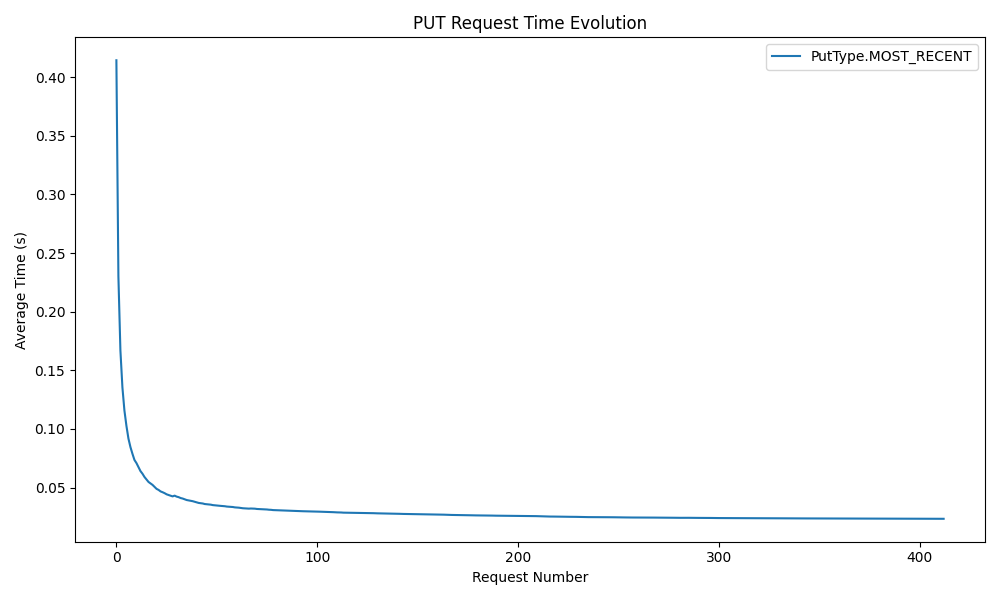 PUT Request Time Evolution
PutType.MOST_RECENT
Average Time (s)
0.40
0.35
0.30
0.25
0.20
0.15
0.10
0.05
0 100 200 300 400
Request Number